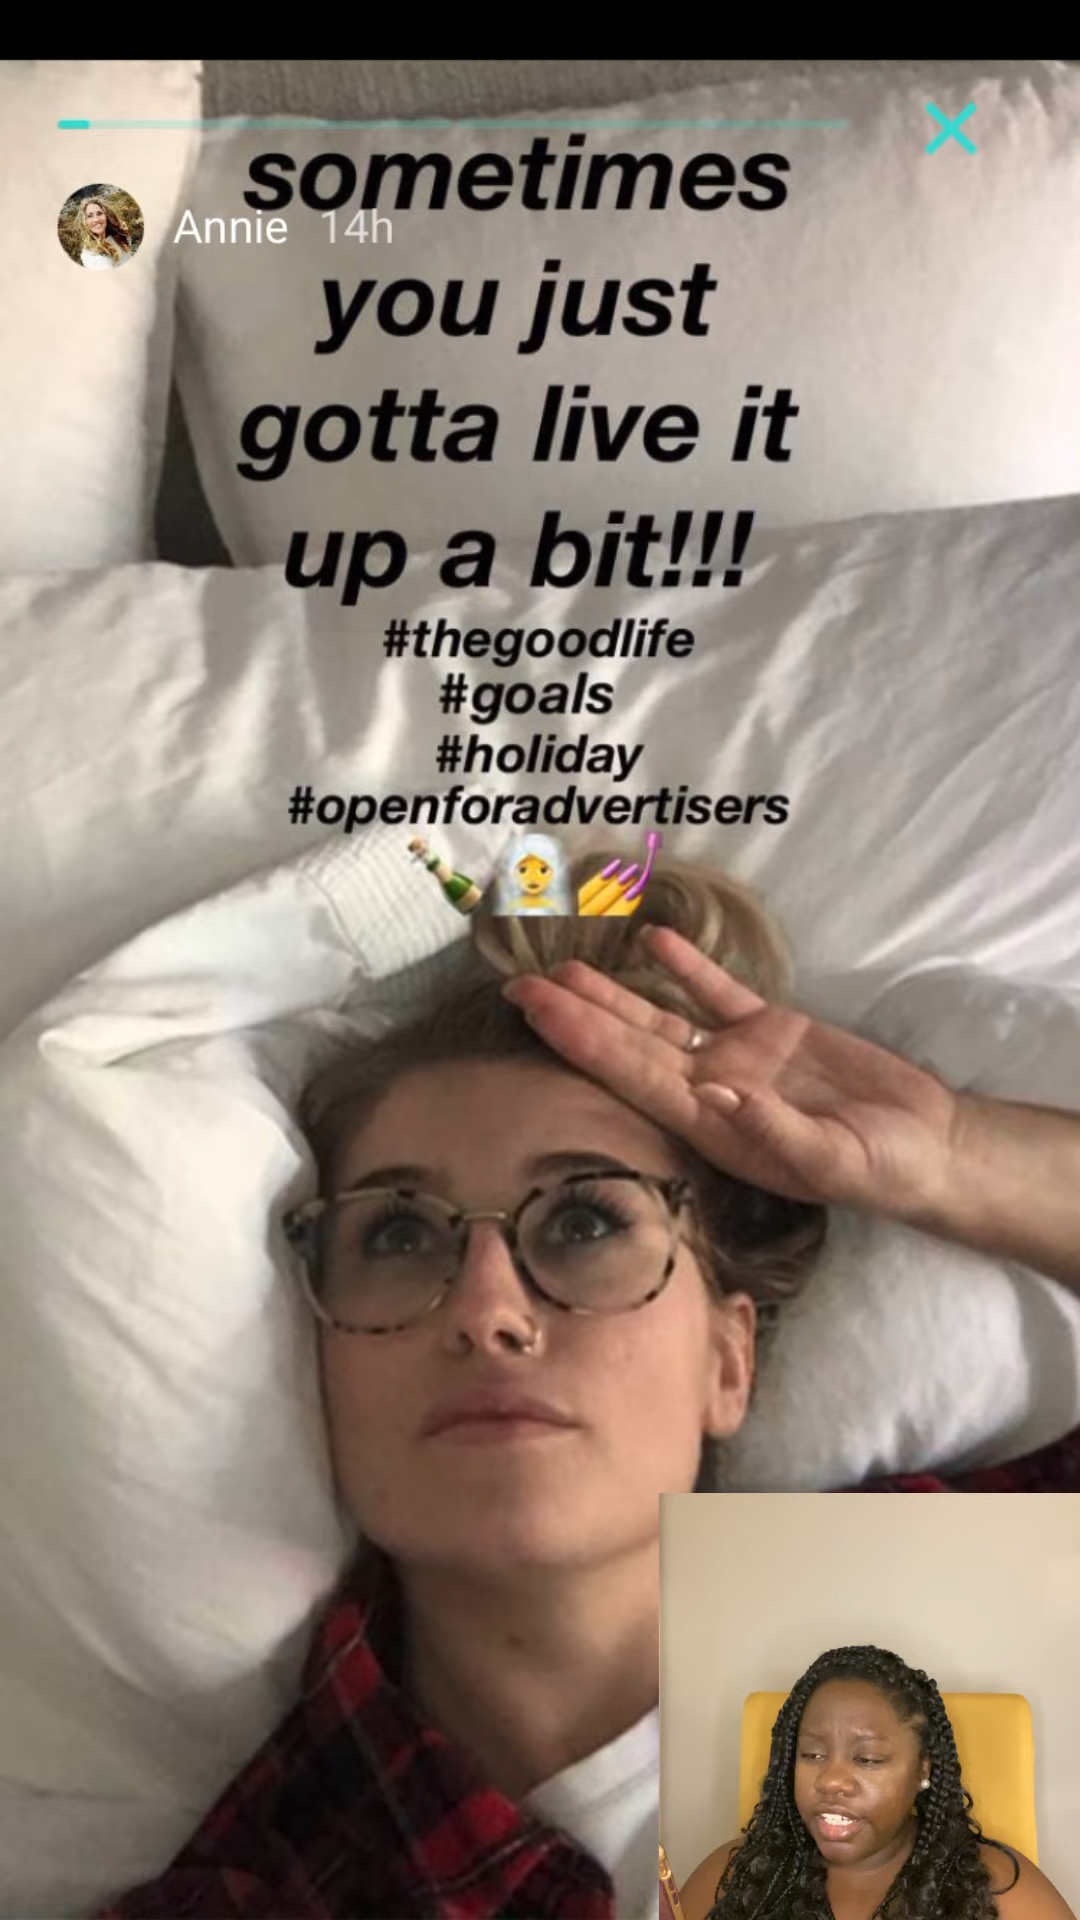 sometimes
Annie 14h
you just
gotta live it
up a bit!!!
#thegoodlife
#goals
#holiday
#openforadvertisers